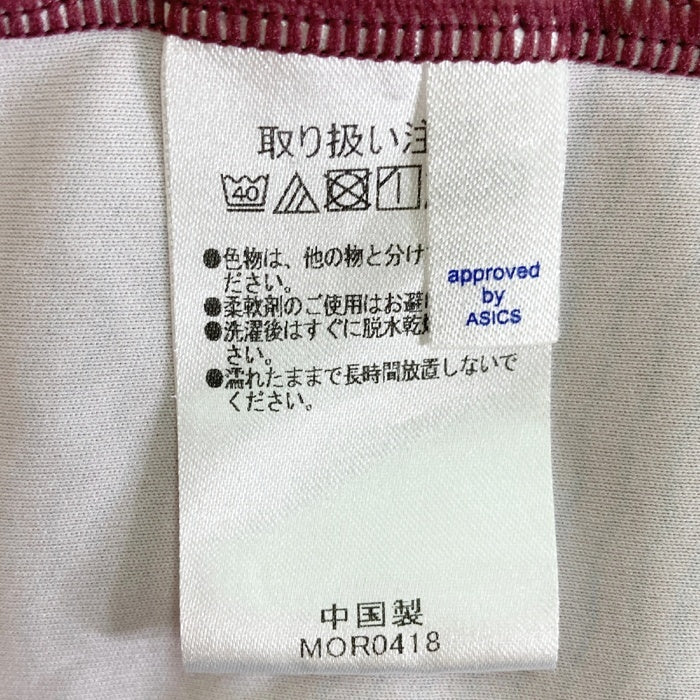 取り扱い注
40
●色物は、他の物と分け
ださい。
●柔軟剤のご使用はお避
●洗濯後はすぐに脱水乾
さい。
●濡れたままで長時間放置しないで
ください。
approved
by
ASICS
中国製
MOR0418